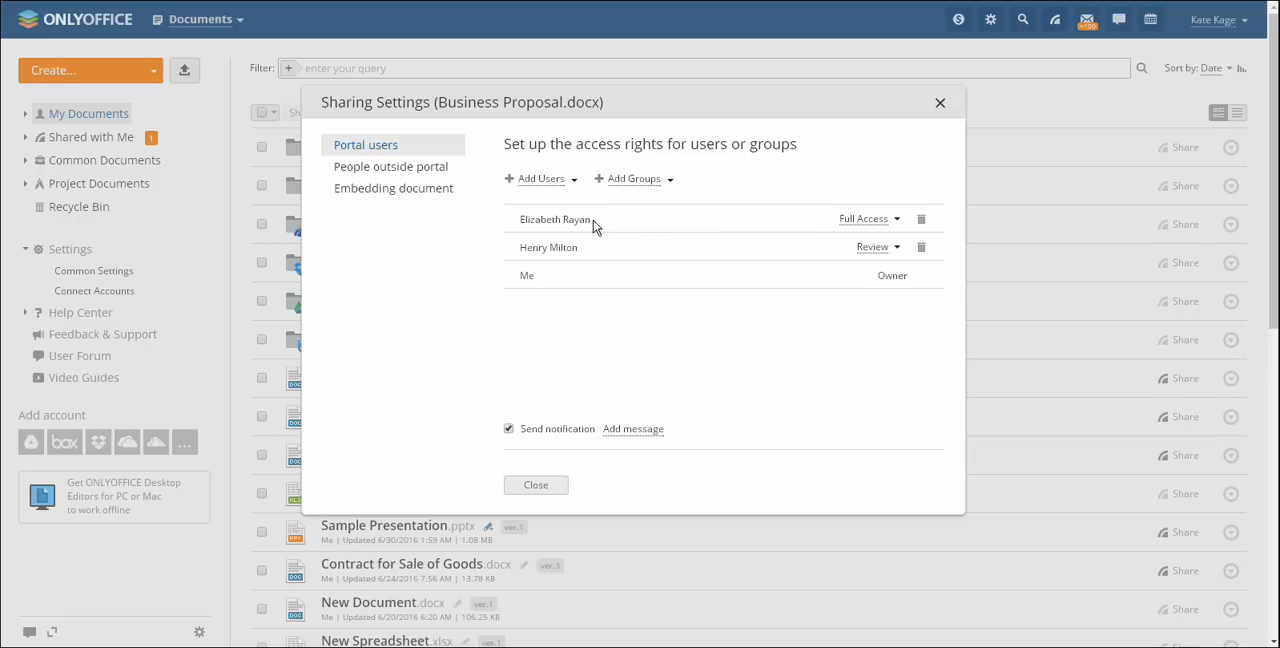 ONLYOFFICE Documents Kate Kage
+100
Create...
Filter: enter your query Sort by: Date
My Documents
Shared with Me 1
Common Documents
Project Documents
Recycle Bin
Settings
Common Settings
Connect Accounts
Help Center
Feedback & Support
User Forum
Video Guides
Add account
box
...
Get ONLYOFFICE Desktop
Editors for PC or Mac
to work offline
Sharing Settings (Business Proposal.docx)
Portal users
People outside portal
Embedding document
Set up the access rights for users or groups
Add Users Add Groups
Elizabeth Rayan Full Access
Henry Milton Review
Me Owner
Send notification Add message
Close
Share
Share
Share
Share
Share
Share
Share
Share
Share
Share
Sample Presentation.pptx ver.1 Share
Me | Updated 6/30/2016 1:59 AM | 1.08 MB
Contract for Sale of Goods.docx ver.3 Share
Me | Updated 6/24/2016 7:56 AM | 13.78 KB
New Document.docx ver.1 Share
Me | Updated 6/20/2016 6:20 AM | 106.25 KB
New Spreadsheet.xlsx ver.1